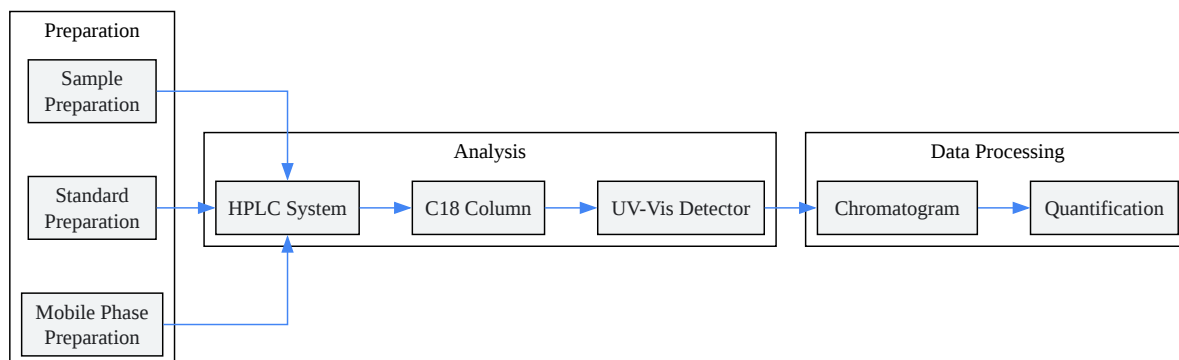 Preparation
Sample
Preparation
Standard
Preparation
Mobile Phase
Preparation
Analysis
HPLC System
C18 Column
UV-Vis Detector
Data Processing
Chromatogram
Quantification